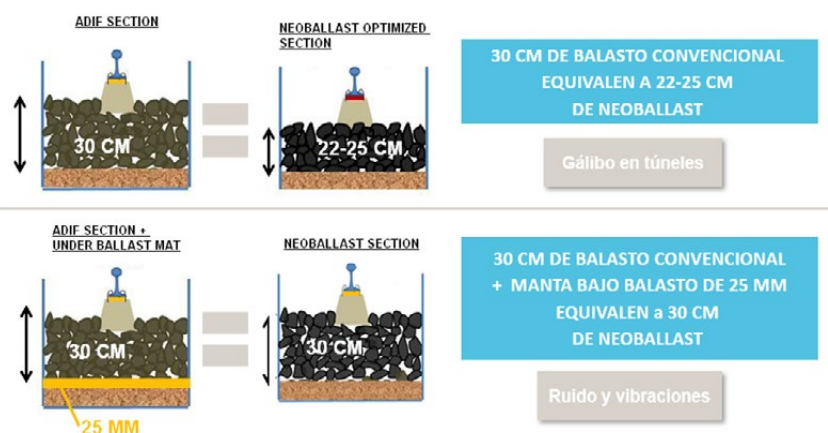 ADIF SECTION
30 CM
NEOBALLAST OPTIMIZED
SECTION
22-25 CM
30 CM DE BALASTO CONVENCIONAL
EQUIVALEN A 22-25 CM
DE NEOBALLAST
Gálibo en túneles
ADIF SECTION +
UNDER BALLAST MAT
30 CM
25 MM
NEOBALLAST SECTION
30 CM
30 CM DE BALASTO CONVENCIONAL
+ MANTA BAJO BALASTO DE 25 MM
EQUIVALEN a 30 CM
DE NEOBALLAST
Ruido y vibraciones